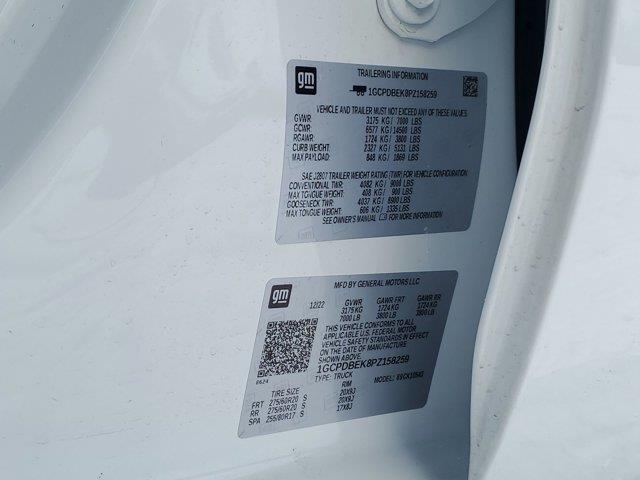 gm
TRAILERING INFORMATION
1GCPDBEK8PZ158259
VEHICLE AND TRAILER MUST NOT EXCEED ANY OF THESE MAX VALUES:
GVWR: 3175 KG/ 7000 LBS
GCWR: 6577 KG/ 14500 LBS
RGAWR: 1724 KG/ 3800 LBS
CURB WEIGHT: 2327 KG/ 5131 LBS
MAX PAYLOAD: 848 KG/ 1869 LBS
SAE J2807 TRAILER WEIGHT RATING (TWR) FOR VEHICLE CONFIGURATION:
CONVENTIONAL TWR: 4082 KG/ 9000 LBS
MAX TONGUE WEIGHT: 408 KG/ 900 LBS
GOOSENECK TWR: 4037 KG/ 8900 LBS
MAX TONGUE WEIGHT: 606 KG/ 1335 LBS
SEE OWNER'S MANUAL FOR MORE INFORMATION
gm
gm
MFD BY GENERAL MOTORS LLC
12/22 GVWR GAWR FRT GAWR RR
3175KG 1724 KG 1724 KG
7000 LB 3800 LB 3800 LB
THIS VEHICLE CONFORMS TO ALL
APPLICABLE U.S. FEDERAL MOTOR
VEHICLE SAFETY STANDARDS IN EFFECT
ON THE DATE OF MANUFACTURE
SHOWN ABOVE.
1GCPDBEK8PZ158259
TYPE: TRUCK MODEL:
TIRE SIZE RIM
FRT 275/60R20 S 20X9J
RR 275/60R20 S 20X9J
SPA 255/80R17 S 17X8J